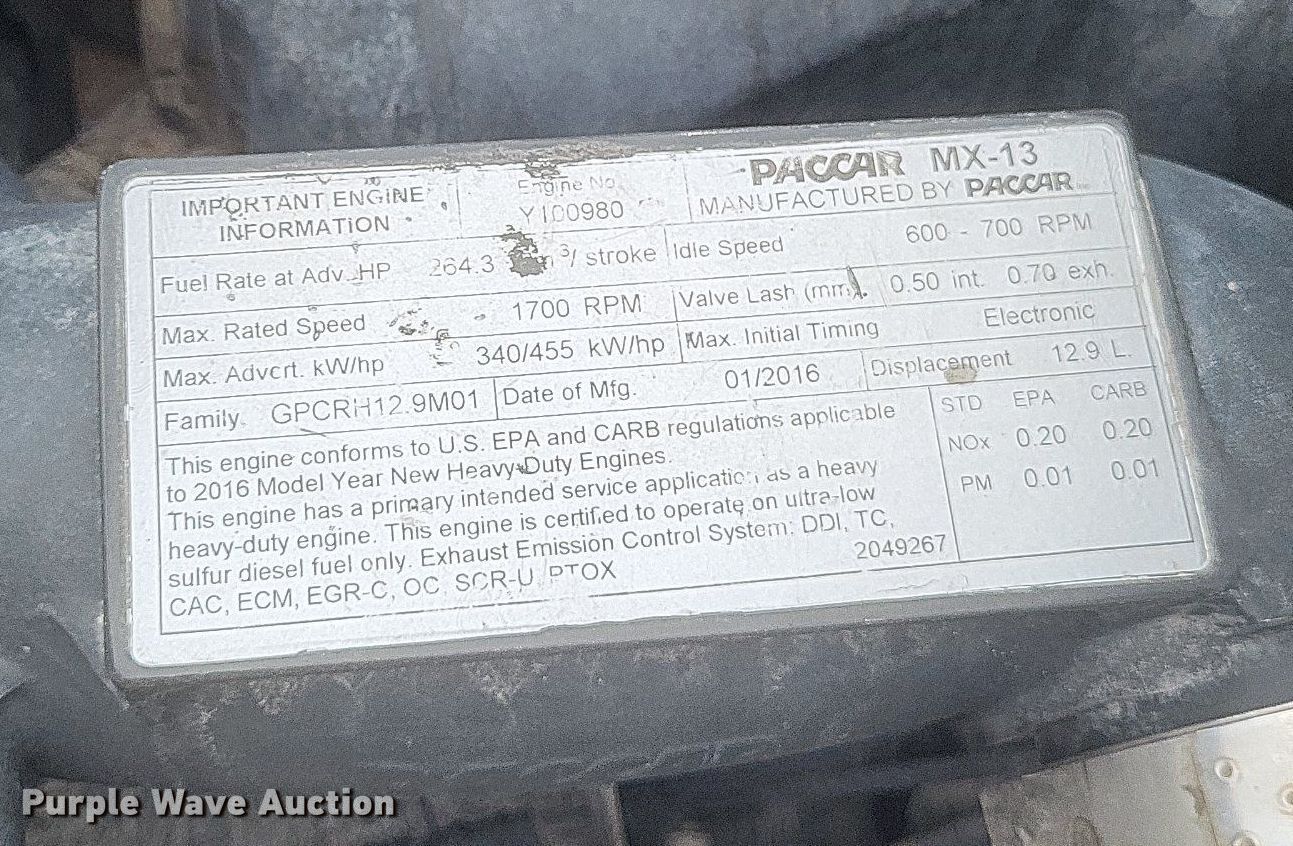 IMPORTANT ENGINE
INFORMATION
Engine No.
Y100980
PACCAR MX-13
MANUFACTURED BY PACCAR
Fuel Rate at Adv. HP 264.3 3/ stroke
Idle Speed 600 - 700 RPM
Max. Rated Speed 1700 RPM
Valve Lash (mm). 0.50 int. 0.70 exh.
Max. Advert. kW/hp 340/455 kW/hp
Max. Initial Timing Electronic
Family. GPCRH12.9M01
Date of Mfg. 01/2016
Displacement 12.9 L.
This engine conforms to U.S. EPA and CARB regulations applicable
to 2016 Model Year New Heavy-Duty Engines.
This engine has a primary intended service application as a heavy
heavy-duty engine. This engine is certified to operate on ultra-low
sulfur diesel fuel only. Exhaust Emission Control System: DDI, TC,
CAC, ECM, EGR-C, OC, SCR-U, PTOX
2049267
STD EPA CARB
NOx 0.20 0.20
PM 0.01 0.01
Purple Wave Auction